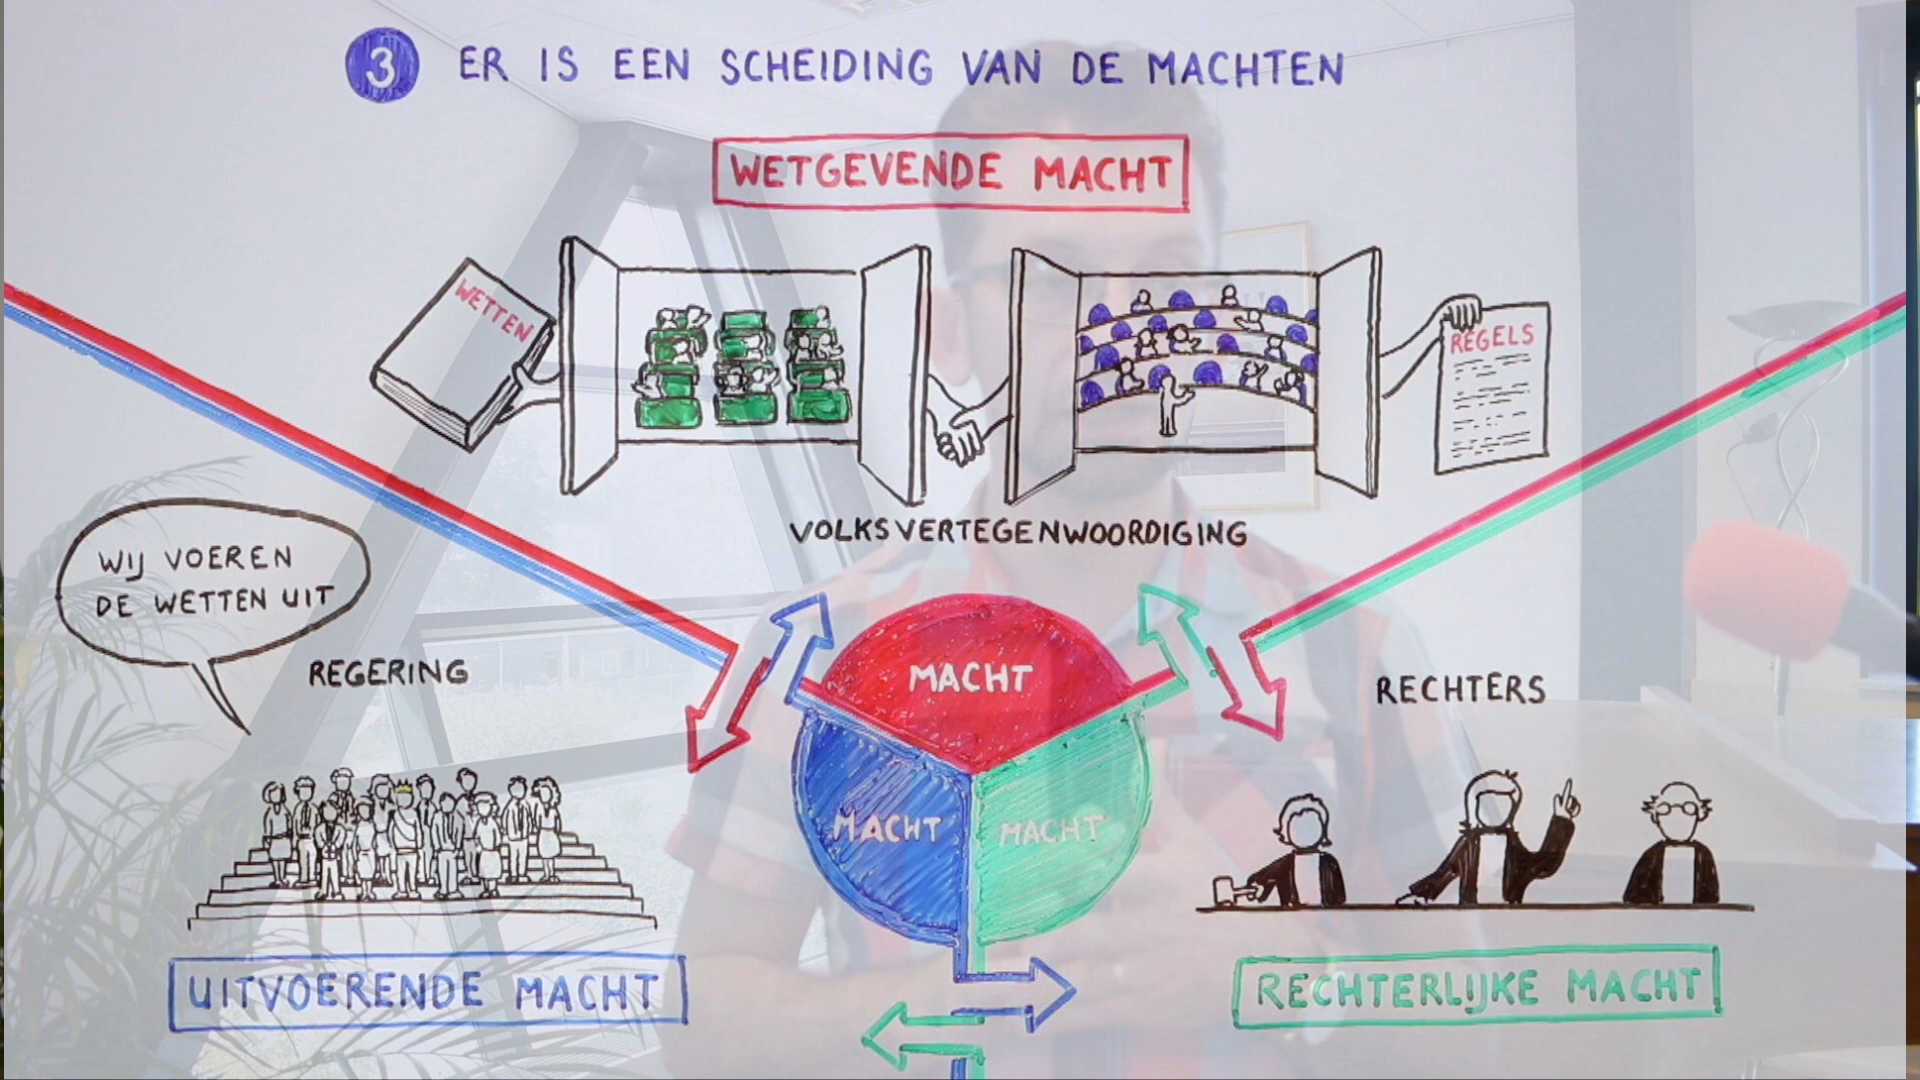 3 ER IS EEN SCHEIDING VAN DE MACHTEN
WETGEVENDE MACHT
WETTEN
REGELS
VOLKSVERTEGENWOORDIGING
WIJ VOEREN
DE WETTEN UIT
REGERING
RECHTERS
MACHT
MACHT
MACHT
UITVOERENDE MACHT
RECHTERLIJKE MACHT